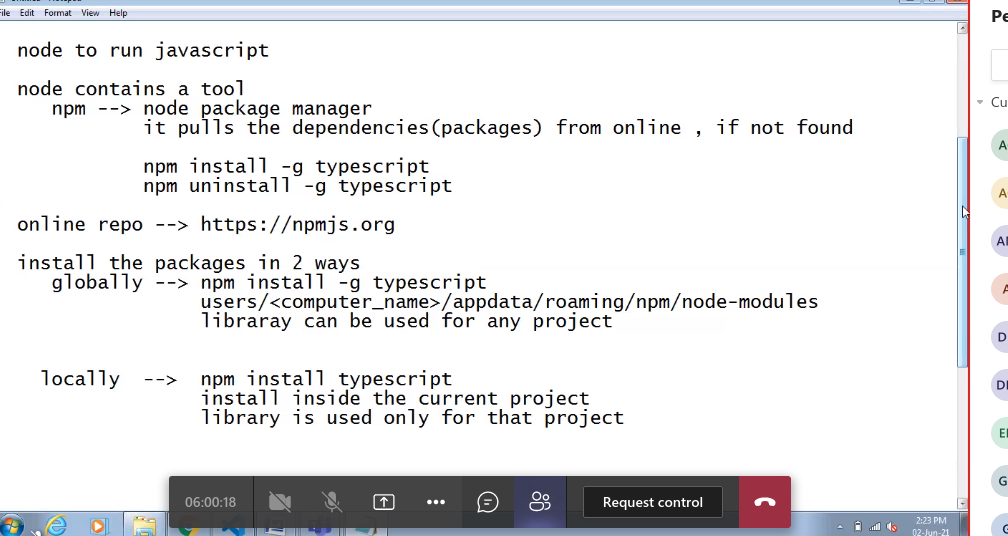 File Edit Format View Help
node to run javascript
node contains a tool
npm --> node package manager
it pulls the dependencies(packages) from online , if not found
npm install -g typescript
npm uninstall -g typescript
online repo --> https://npmjs.org
install the packages in 2 ways
globally --> npm install -g typescript
users/<computer_name>/appdata/roaming/npm/node-modules
libraray can be used for any project
locally --> npm install typescript
install inside the current project
library is used only for that project
06:00:18
Request control
2:23 PM
02-Jun-21
Pe
Cu
A
A
AI
A
D
DI
EI
G
G